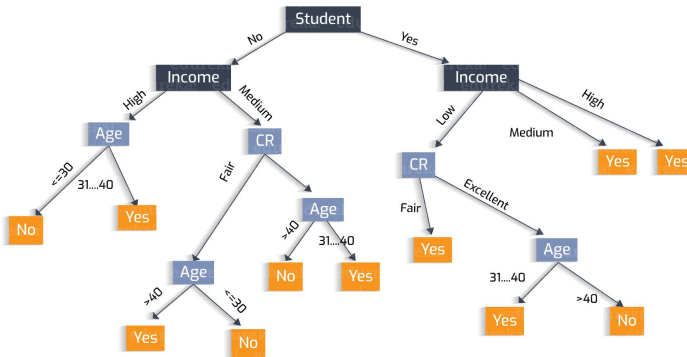 Student
No
Yes
Income
Income
High
Medium
Low
Medium
High
Age
CR
CR
Yes
Yes
<=30
31....40
Fair
Fair
Excellent
No
Yes
Age
Yes
Age
>40
31....40
Age
No
Yes
31....40
>40
>40
<=30
Yes
No
Yes
No